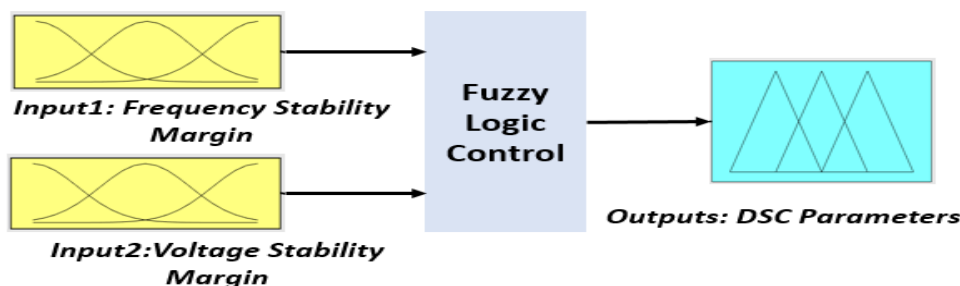 Input1: Frequency Stability
Margin
Fuzzy
Logic
Control
Input2:Voltage Stability
Margin
Outputs: DSC Parameters